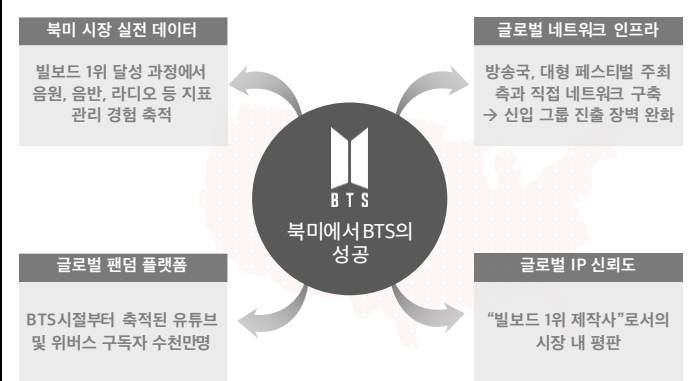 북미 시장 실전 데이터
빌보드 1위 달성 과정에서
음원, 음반, 라디오 등 지표
관리 경험 축적
글로벌 네트워크 인프라
방송국, 대형 페스티벌 주최
측과 직접 네트워크 구축
→ 신입 그룹 진출 장벽 완화
BTS
북미에서 BTS의
성공
글로벌 팬덤 플랫폼
BTS시절부터 축적된 유튜브
및 위버스 구독자 수천만명
글로벌 IP 신뢰도
“빌보드 1위 제작사”로서의
시장 내 평판